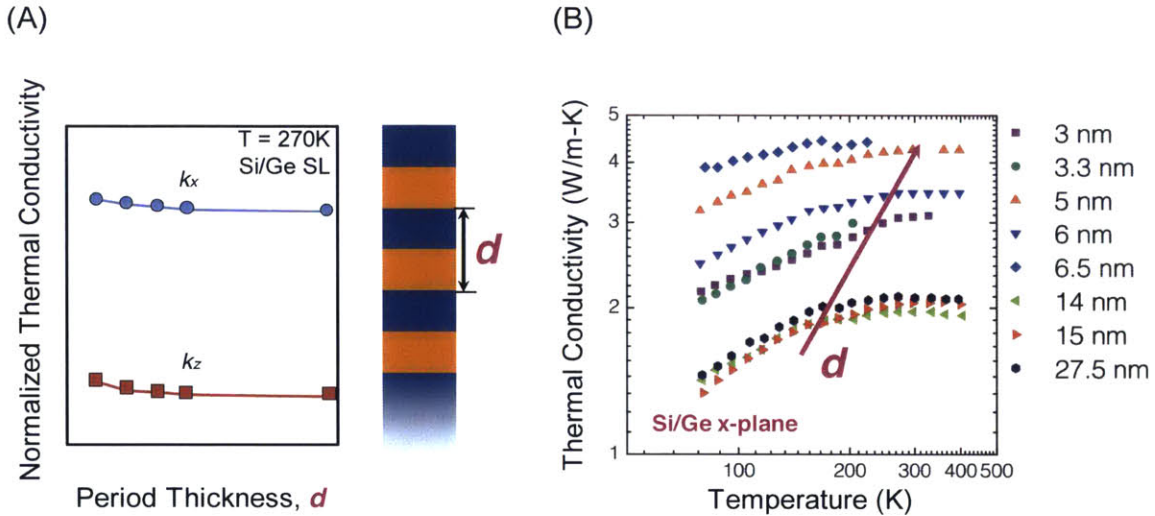 (A)
Normalized Thermal Conductivity
T = 270K
Si/Ge SL
kx
kz
d
Period Thickness, d
(B)
Thermal Conductivity (W/m-K)
5
4
3
2
1
d
Si/Ge x-plane
100
200
300
400
500
Temperature (K)
3 nm
3.3 nm
5 nm
6 nm
6.5 nm
14 nm
15 nm
27.5 nm